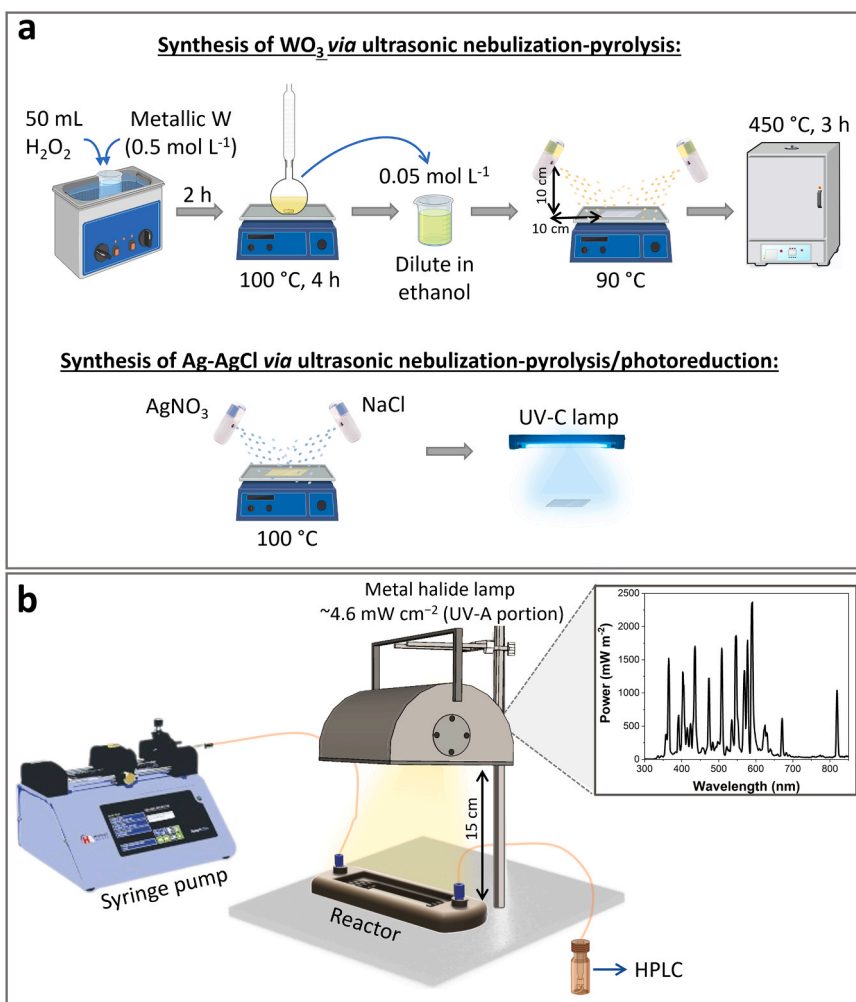 a
Synthesis of WO₃ via ultrasonic nebulization-pyrolysis:
50 mL
H₂O₂
Metallic W
(0.5 mol L⁻¹)
2 h
100 °C, 4 h
0.05 mol L⁻¹
Dilute in
ethanol
10 cm
10 cm
90 °C
450 °C, 3 h
Synthesis of Ag-AgCl via ultrasonic nebulization-pyrolysis/photoreduction:
AgNO₃
NaCl
100 °C
UV-C lamp
b
Metal halide lamp
~4.6 mW cm⁻² (UV-A portion)
Power (mW m⁻²)
2500
2000
1500
1000
500
0
300 400 500 600 700 800
Wavelength (nm)
15 cm
Syringe pump
Reactor
HPLC